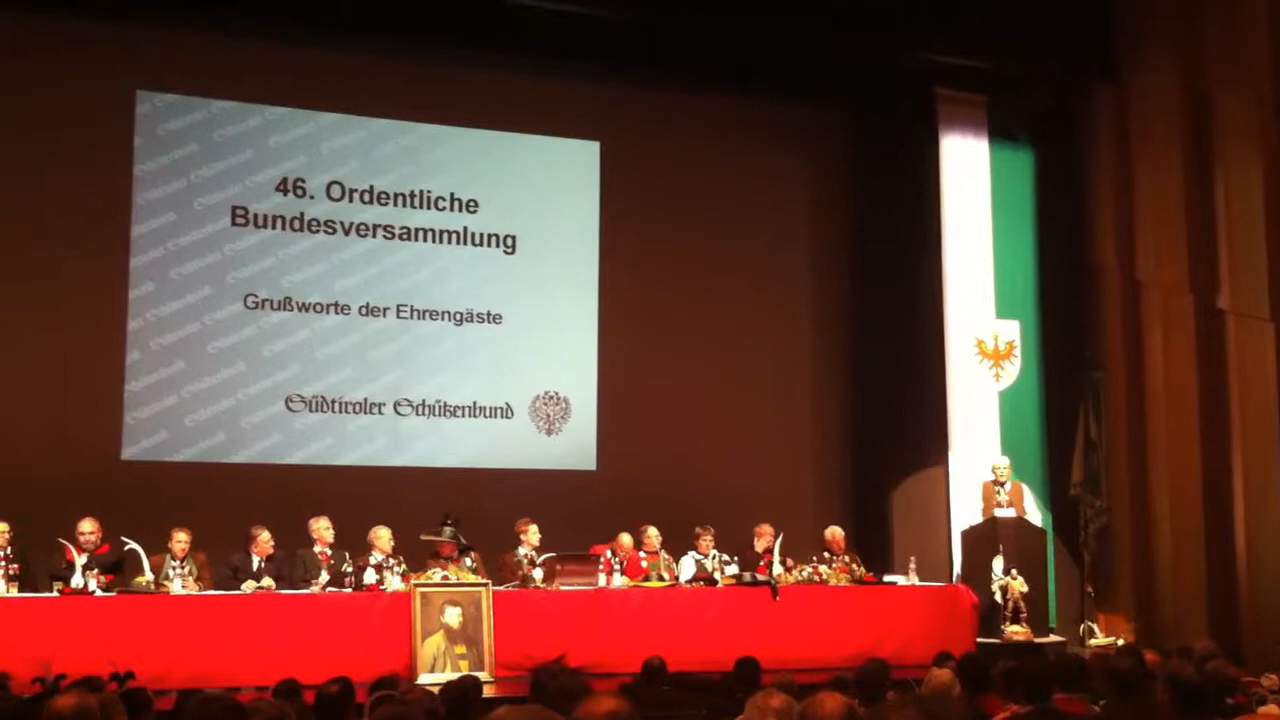 46. Ordentliche
Bundesversammlung
Grußworte der Ehrengäste
Südtiroler Schützenbund